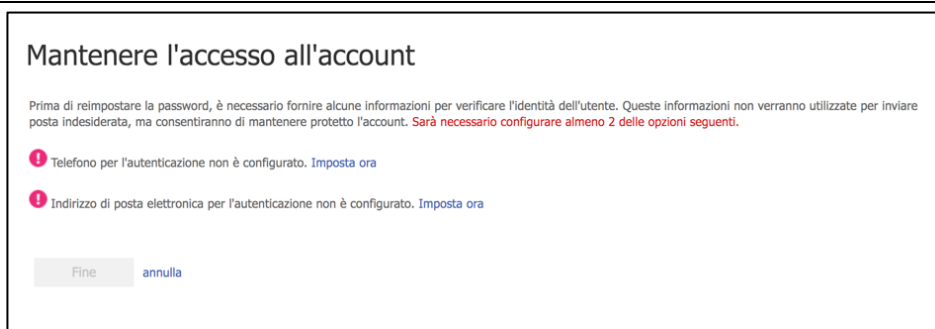 Mantenere l'accesso all'account
Prima di reimpostare la password, è necessario fornire alcune informazioni per verificare l'identità dell'utente. Queste informazioni non verranno utilizzate per inviare
posta indesiderata, ma consentiranno di mantenere protetto l'account. Sarà necessario configurare almeno 2 delle opzioni seguenti.
! Telefono per l'autenticazione non è configurato. Imposta ora
! Indirizzo di posta elettronica per l'autenticazione non è configurato. Imposta ora
Fine annulla